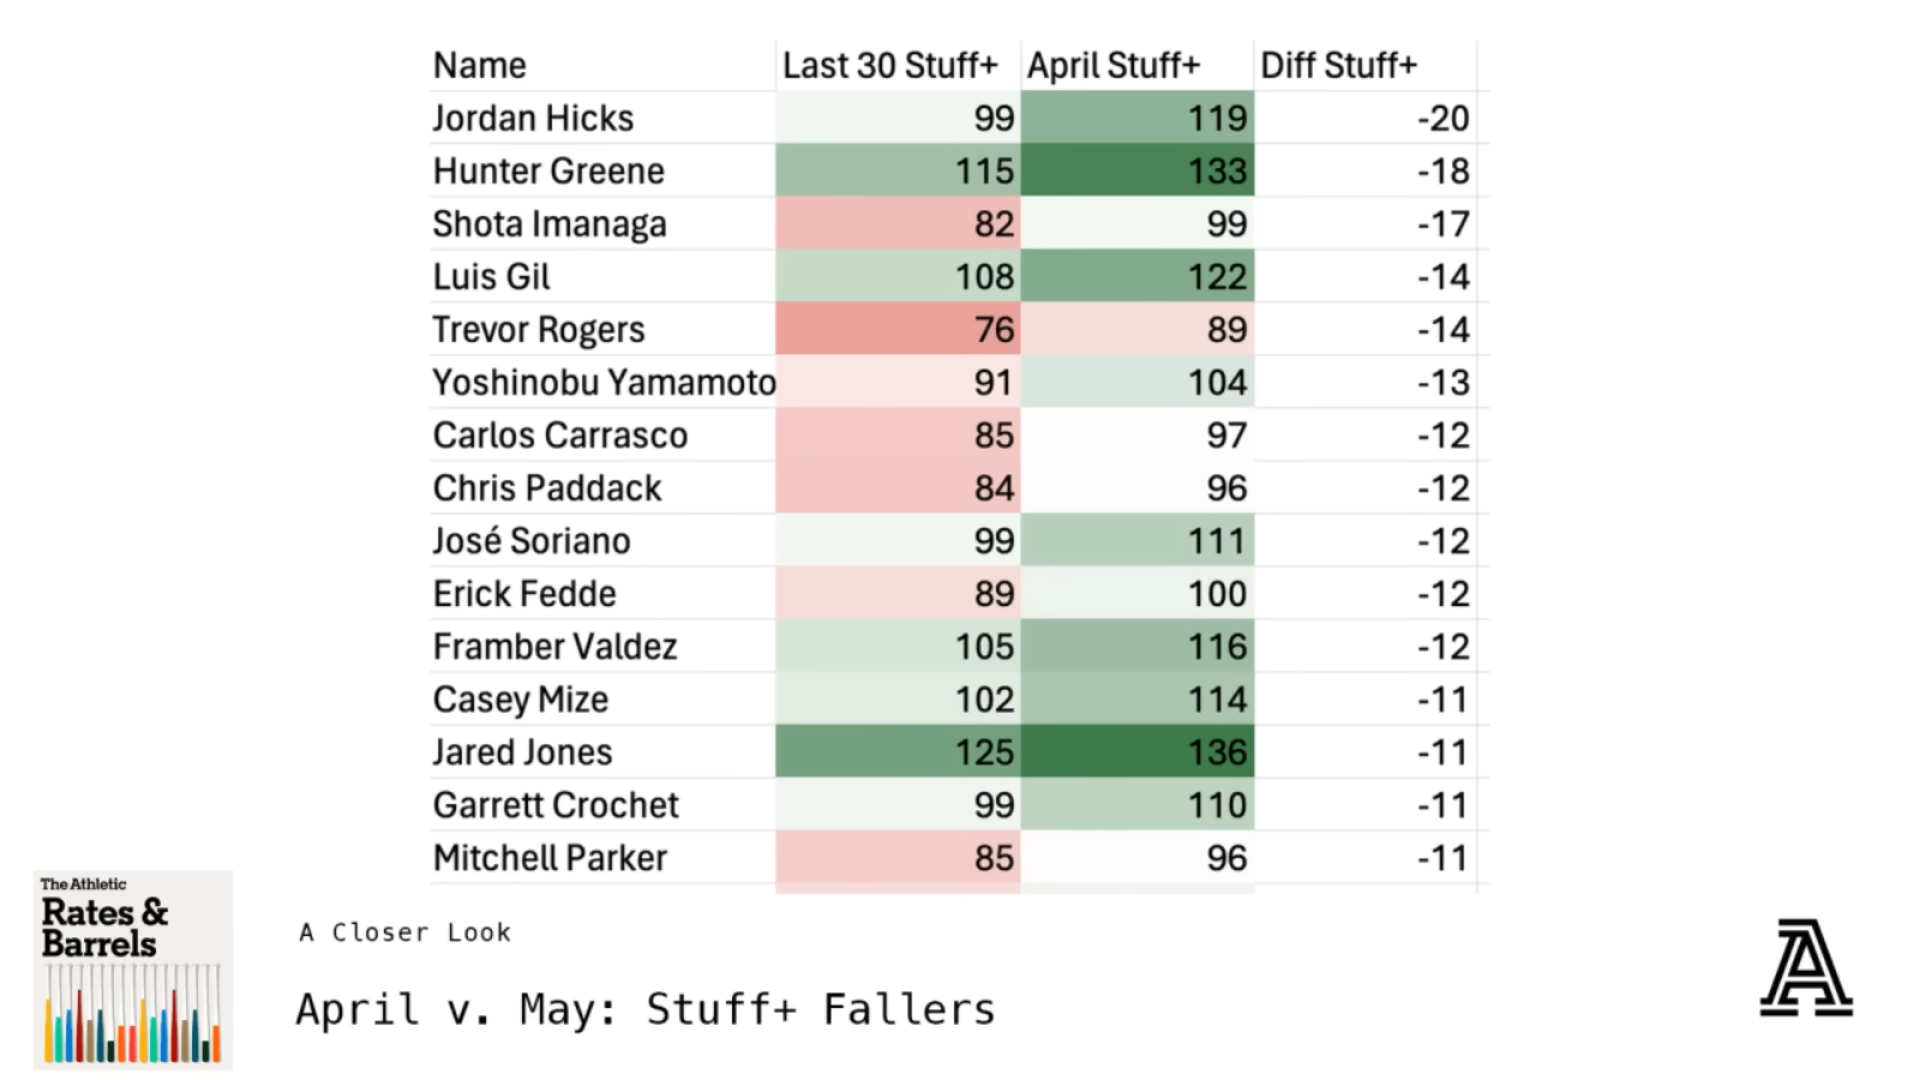 Name Last 30 Stuff+ April Stuff+ Diff Stuff+
Jordan Hicks 99 119 -20
Hunter Greene 115 133 -18
Shota Imanaga 82 99 -17
Luis Gil 108 122 -14
Trevor Rogers 76 89 -14
Yoshinobu Yamamoto 91 104 -13
Carlos Carrasco 85 97 -12
Chris Paddack 84 96 -12
José Soriano 99 111 -12
Erick Fedde 89 100 -12
Framber Valdez 105 116 -12
Casey Mize 102 114 -11
Jared Jones 125 136 -11
Garrett Crochet 99 110 -11
Mitchell Parker 85 96 -11
The Athletic
Rates &
Barrels
A Closer Look
April v. May: Stuff+ Fallers
A